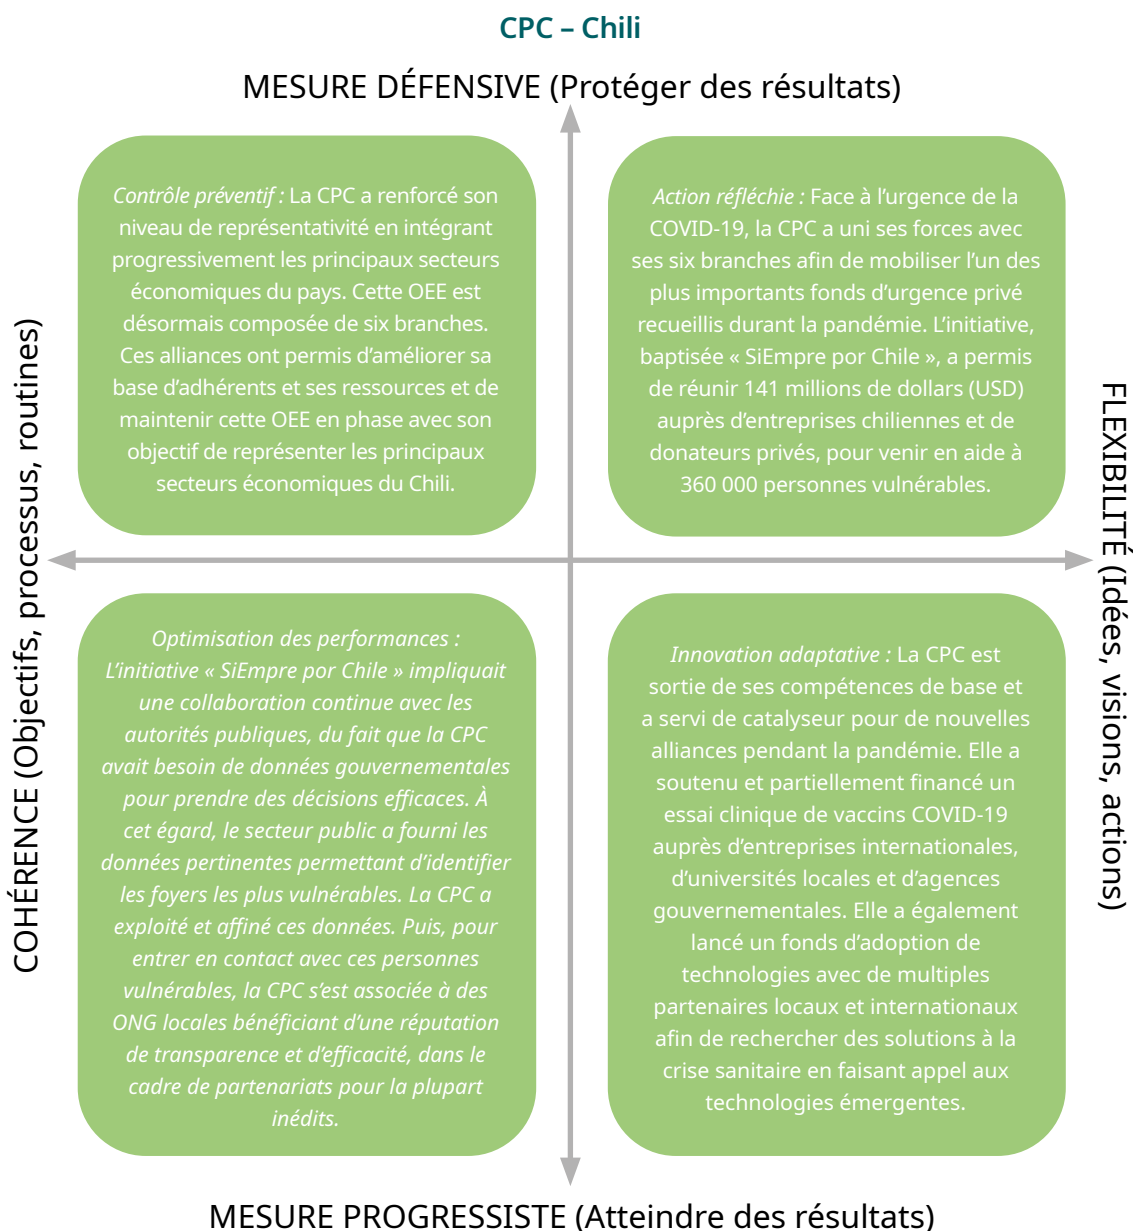 CPC – Chili
MESURE DÉFENSIVE (Protéger des résultats)
COHÉRENCE (Objectifs, processus, routines)
Contrôle préventif : La CPC a renforcé son
niveau de représentativité en intégrant
progressivement les principaux secteurs
économiques du pays. Cette OEE est
désormais composée de six branches.
Ces alliances ont permis d’améliorer sa
base d’adhérents et ses ressources et de
maintenir cette OEE en phase avec son
objectif de représenter les principaux
secteurs économiques du Chili.
Action réfléchie : Face à l’urgence de la
COVID-19, la CPC a uni ses forces avec
ses six branches afin de mobiliser l’un des
plus importants fonds d’urgence privé
recueillis durant la pandémie. L’initiative,
baptisée « SiEmpre por Chile », a permis
de réunir 141 millions de dollars (USD)
auprès d’entreprises chiliennes et de
donateurs privés, pour venir en aide à
360 000 personnes vulnérables.
FLEXIBILITÉ (Idées, visions, actions)
Optimisation des performances :
L’initiative « SiEmpre por Chile » impliquait
une collaboration continue avec les
autorités publiques, du fait que la CPC
avait besoin de données gouvernementales
pour prendre des décisions efficaces. À
cet égard, le secteur public a fourni les
données pertinentes permettant d’identifier
les foyers les plus vulnérables. La CPC a
exploité et affiné ces données. Puis, pour
entrer en contact avec ces personnes
vulnérables, la CPC s’est associée à des
ONG locales bénéficiant d’une réputation
de transparence et d’efficacité, dans le
cadre de partenariats pour la plupart
inédits.
Innovation adaptative : La CPC est
sortie de ses compétences de base et
a servi de catalyseur pour de nouvelles
alliances pendant la pandémie. Elle a
soutenu et partiellement financé un
essai clinique de vaccins COVID-19
auprès d’entreprises internationales,
d’universités locales et d’agences
gouvernementales. Elle a également
lancé un fonds d’adoption de
technologies avec de multiples
partenaires locaux et internationaux
afin de rechercher des solutions à la
crise sanitaire en faisant appel aux
technologies émergentes.
MESURE PROGRESSISTE (Atteindre des résultats)